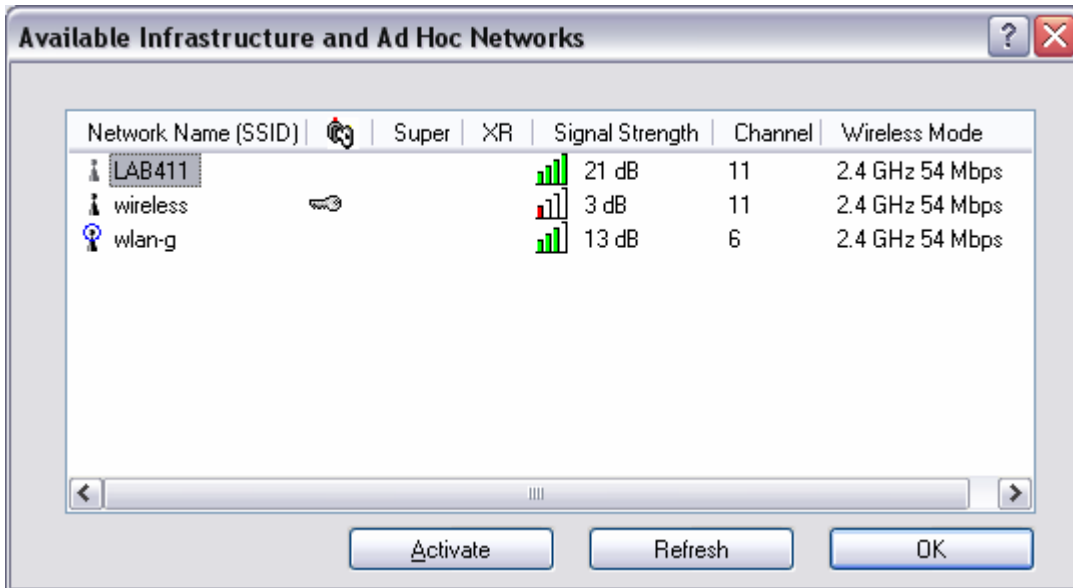 Available Infrastructure and Ad Hoc Networks
Network Name (SSID) Super XR Signal Strength Channel Wireless Mode
LAB411 21 dB 11 2.4 GHz 54 Mbps
wireless 3 dB 11 2.4 GHz 54 Mbps
wlan-g 13 dB 6 2.4 GHz 54 Mbps
Activate Refresh OK